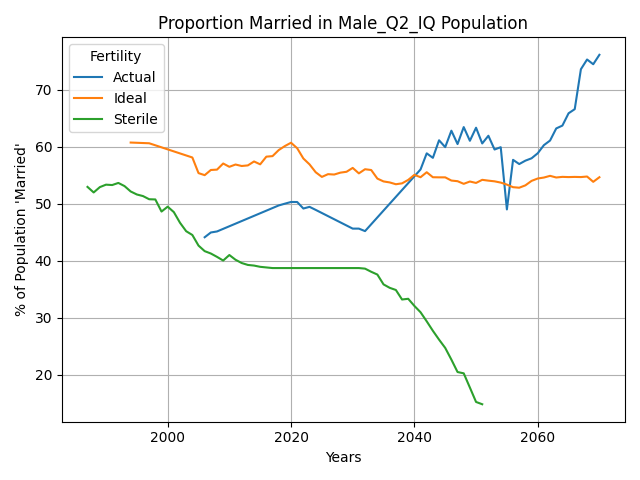 Proportion Married in Male_Q2_IQ Population
Fertility
Actual
Ideal
Sterile
% of Population 'Married'
70
60
50
40
30
20
2000
2020
2040
2060
Years